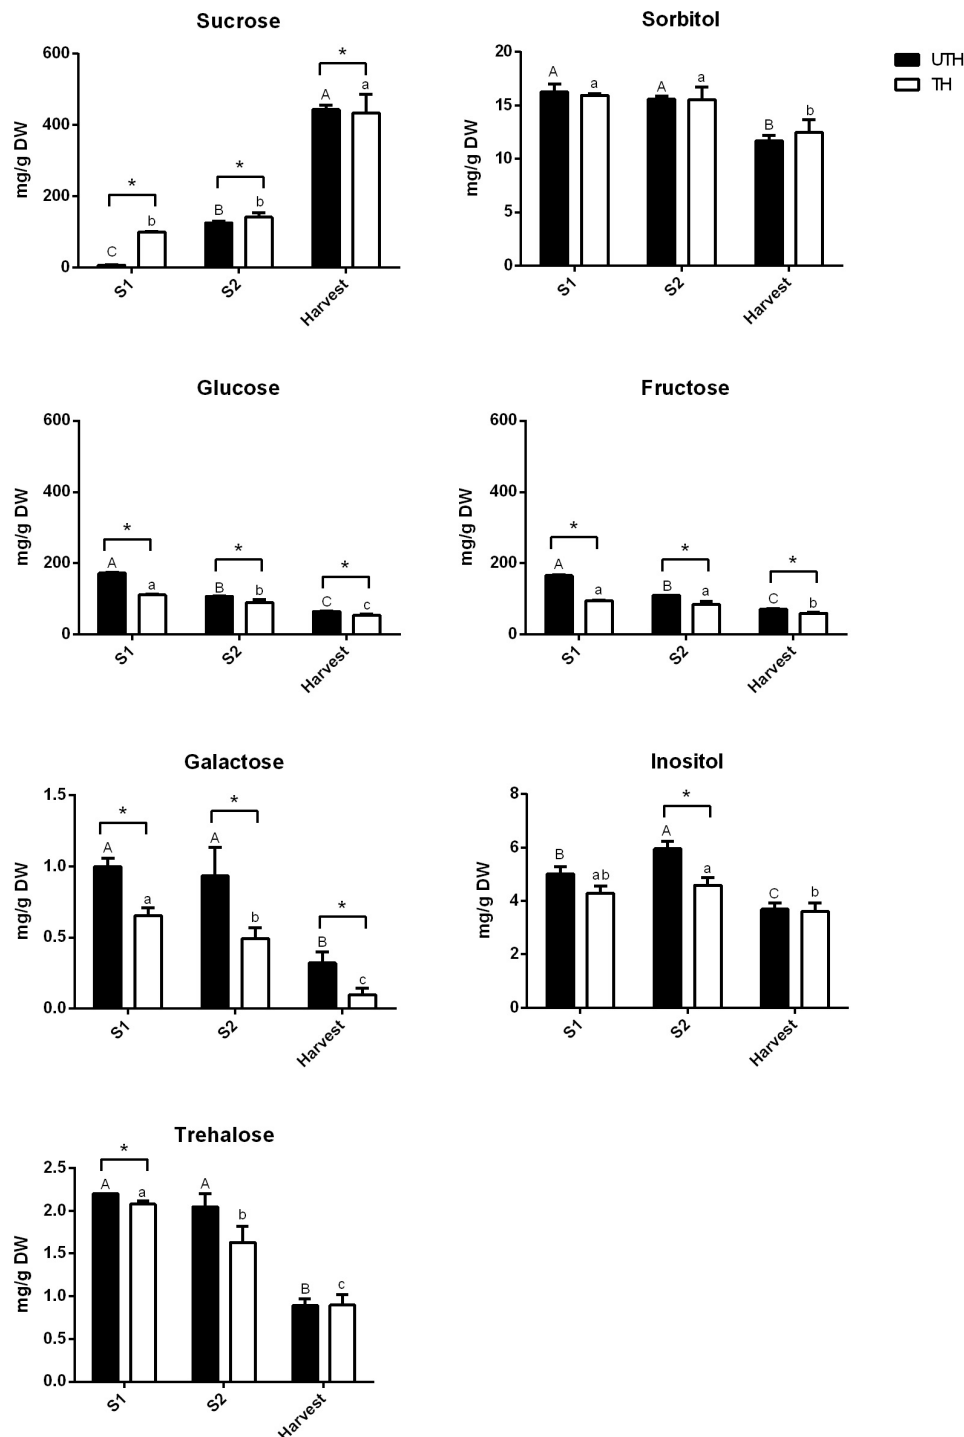 Sucrose
mg/g DW
600
400
200
0
*
*
*
C
b
B
b
A
a
S1
S2
Harvest
Sorbitol
mg/g DW
20
15
10
5
0
A
a
A
a
B
b
S1
S2
Harvest
UTH
TH
Glucose
mg/g DW
600
400
200
0
*
*
*
A
a
B
b
C
c
S1
S2
Harvest
Fructose
mg/g DW
600
400
200
0
*
*
*
A
a
B
a
C
b
S1
S2
Harvest
Galactose
mg/g DW
1.5
1.0
0.5
0.0
*
*
*
A
a
A
b
B
c
S1
S2
Harvest
Inositol
mg/g DW
8
6
4
2
0
*
B
ab
A
a
C
b
S1
S2
Harvest
Trehalose
mg/g DW
2.5
2.0
1.5
1.0
0.5
0.0
*
A
a
A
b
B
c
S1
S2
Harvest